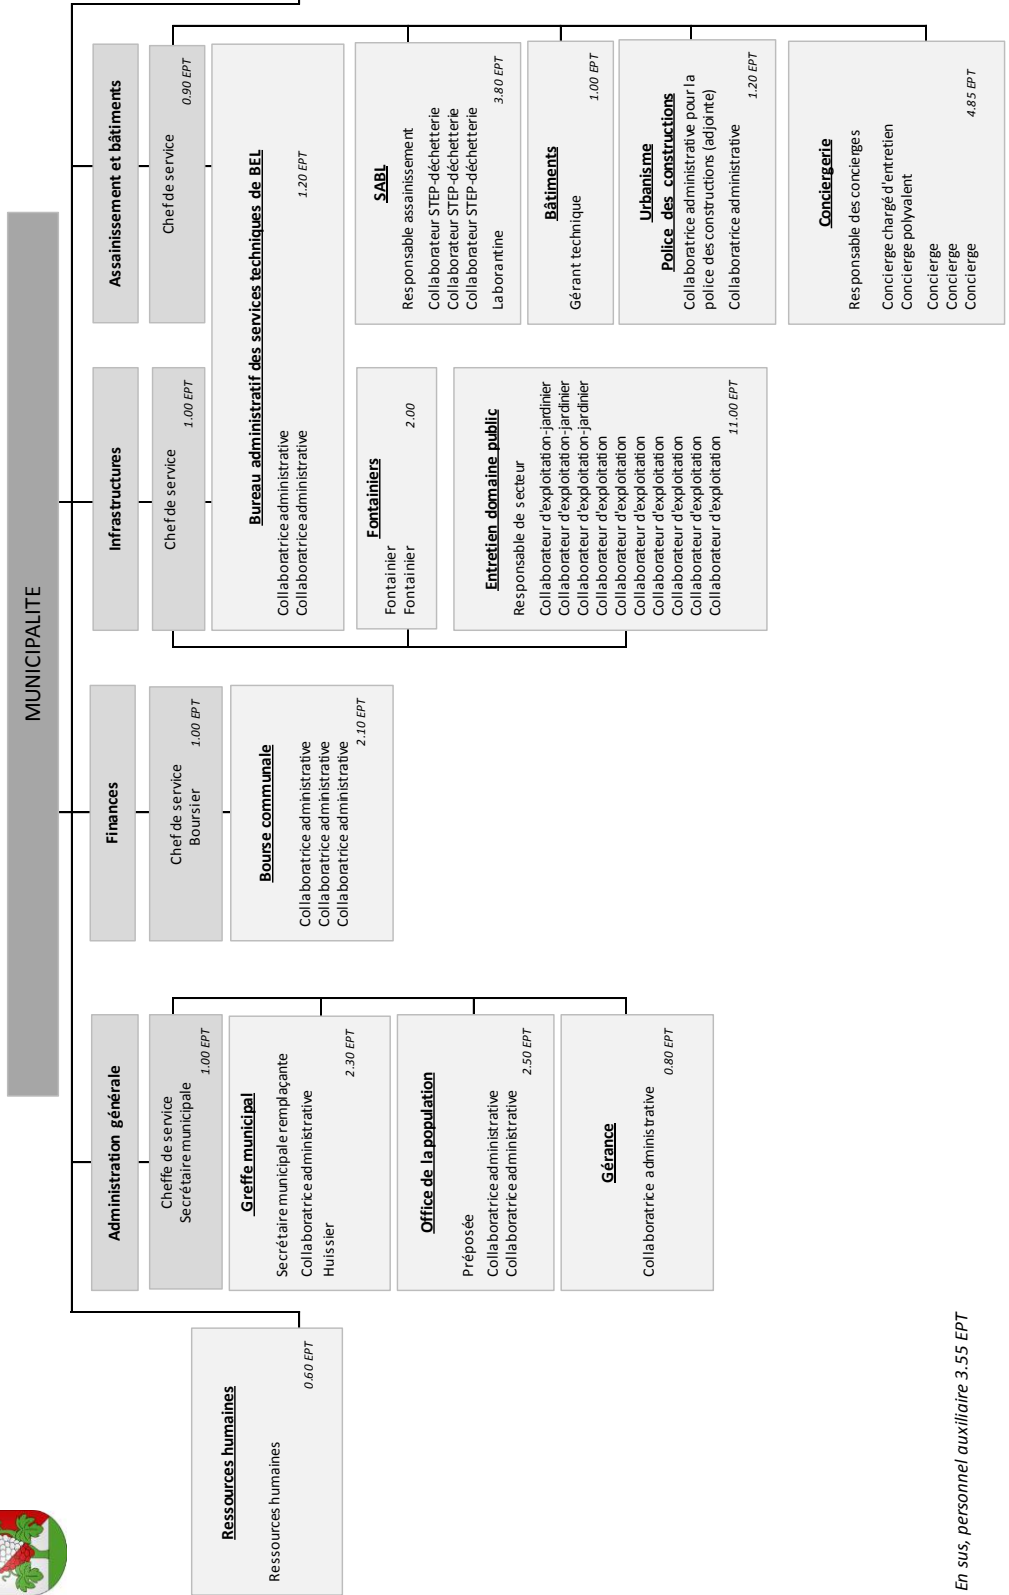 MUNICIPALITE
Ressources humaines
Ressources humaines
0.60 EPT
Administration générale
Cheffe de service
Secrétaire municipale
1.00 EPT
Greffe municipal
Secrétaire municipale remplaçante
Collaboratrice administrative
Huissier
2.30 EPT
Office de la population
Préposée
Collaboratrice administrative
Collaboratrice administrative
2.50 EPT
Gérance
Collaboratrice administrative
0.80 EPT
Finances
Chef de service
Boursier
1.00 EPT
Bourse communale
Collaboratrice administrative
Collaboratrice administrative
Collaboratrice administrative
2.10 EPT
Infrastructures
Chef de service
1.00 EPT
Assainissement et bâtiments
Chef de service
0.90 EPT
Bureau administratif des services techniques de BEL
Collaboratrice administrative
Collaboratrice administrative
1.20 EPT
Fontainiers
Fontainier
Fontainier
2.00
Entretien domaine public
Responsable de secteur
Collaborateur d'exploitation-jardinier
Collaborateur d'exploitation-jardinier
Collaborateur d'exploitation-jardinier
Collaborateur d'exploitation
Collaborateur d'exploitation
Collaborateur d'exploitation
Collaborateur d'exploitation
Collaborateur d'exploitation
Collaborateur d'exploitation
Collaborateur d'exploitation
11.00 EPT
SABL
Responsable assainissement
Collaborateur STEP-déchetterie
Collaborateur STEP-déchetterie
Collaborateur STEP-déchetterie
Laborantine
3.80 EPT
Bâtiments
Gérant technique
1.00 EPT
Urbanisme
Police des constructions
Collaboratrice administrative pour la
police des constructions (adjointe)
Collaboratrice administrative
1.20 EPT
Conciergerie
Responsable des concierges
Concierge chargé d'entretien
Concierge polyvalent
Concierge
Concierge
Concierge
4.85 EPT
En sus, personnel auxiliaire 3.55 EPT